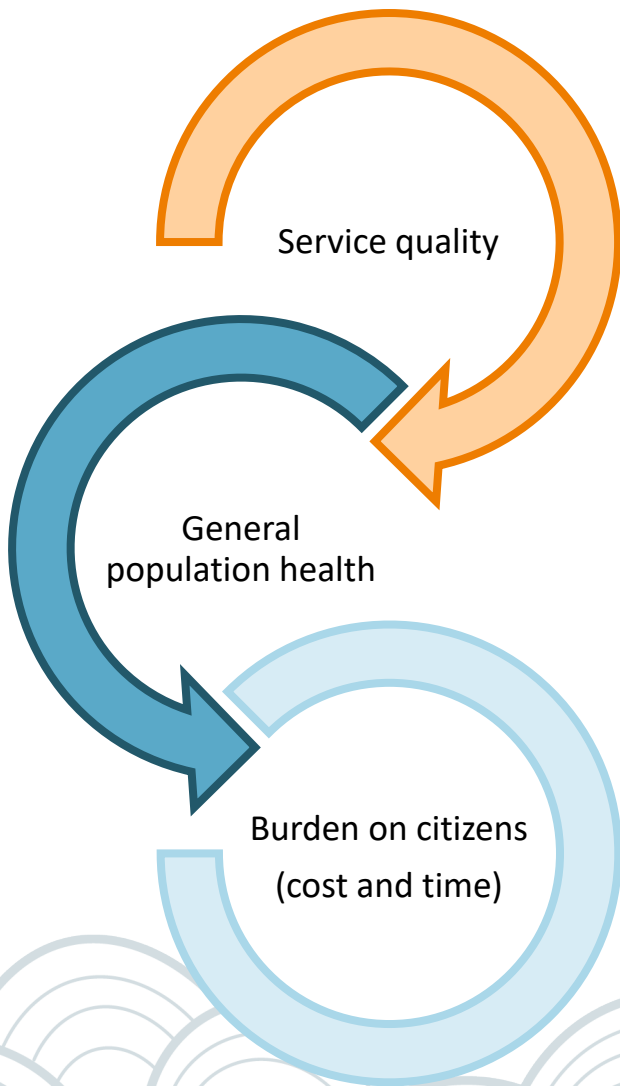 Service quality
General
population health
Burden on citizens
(cost and time)